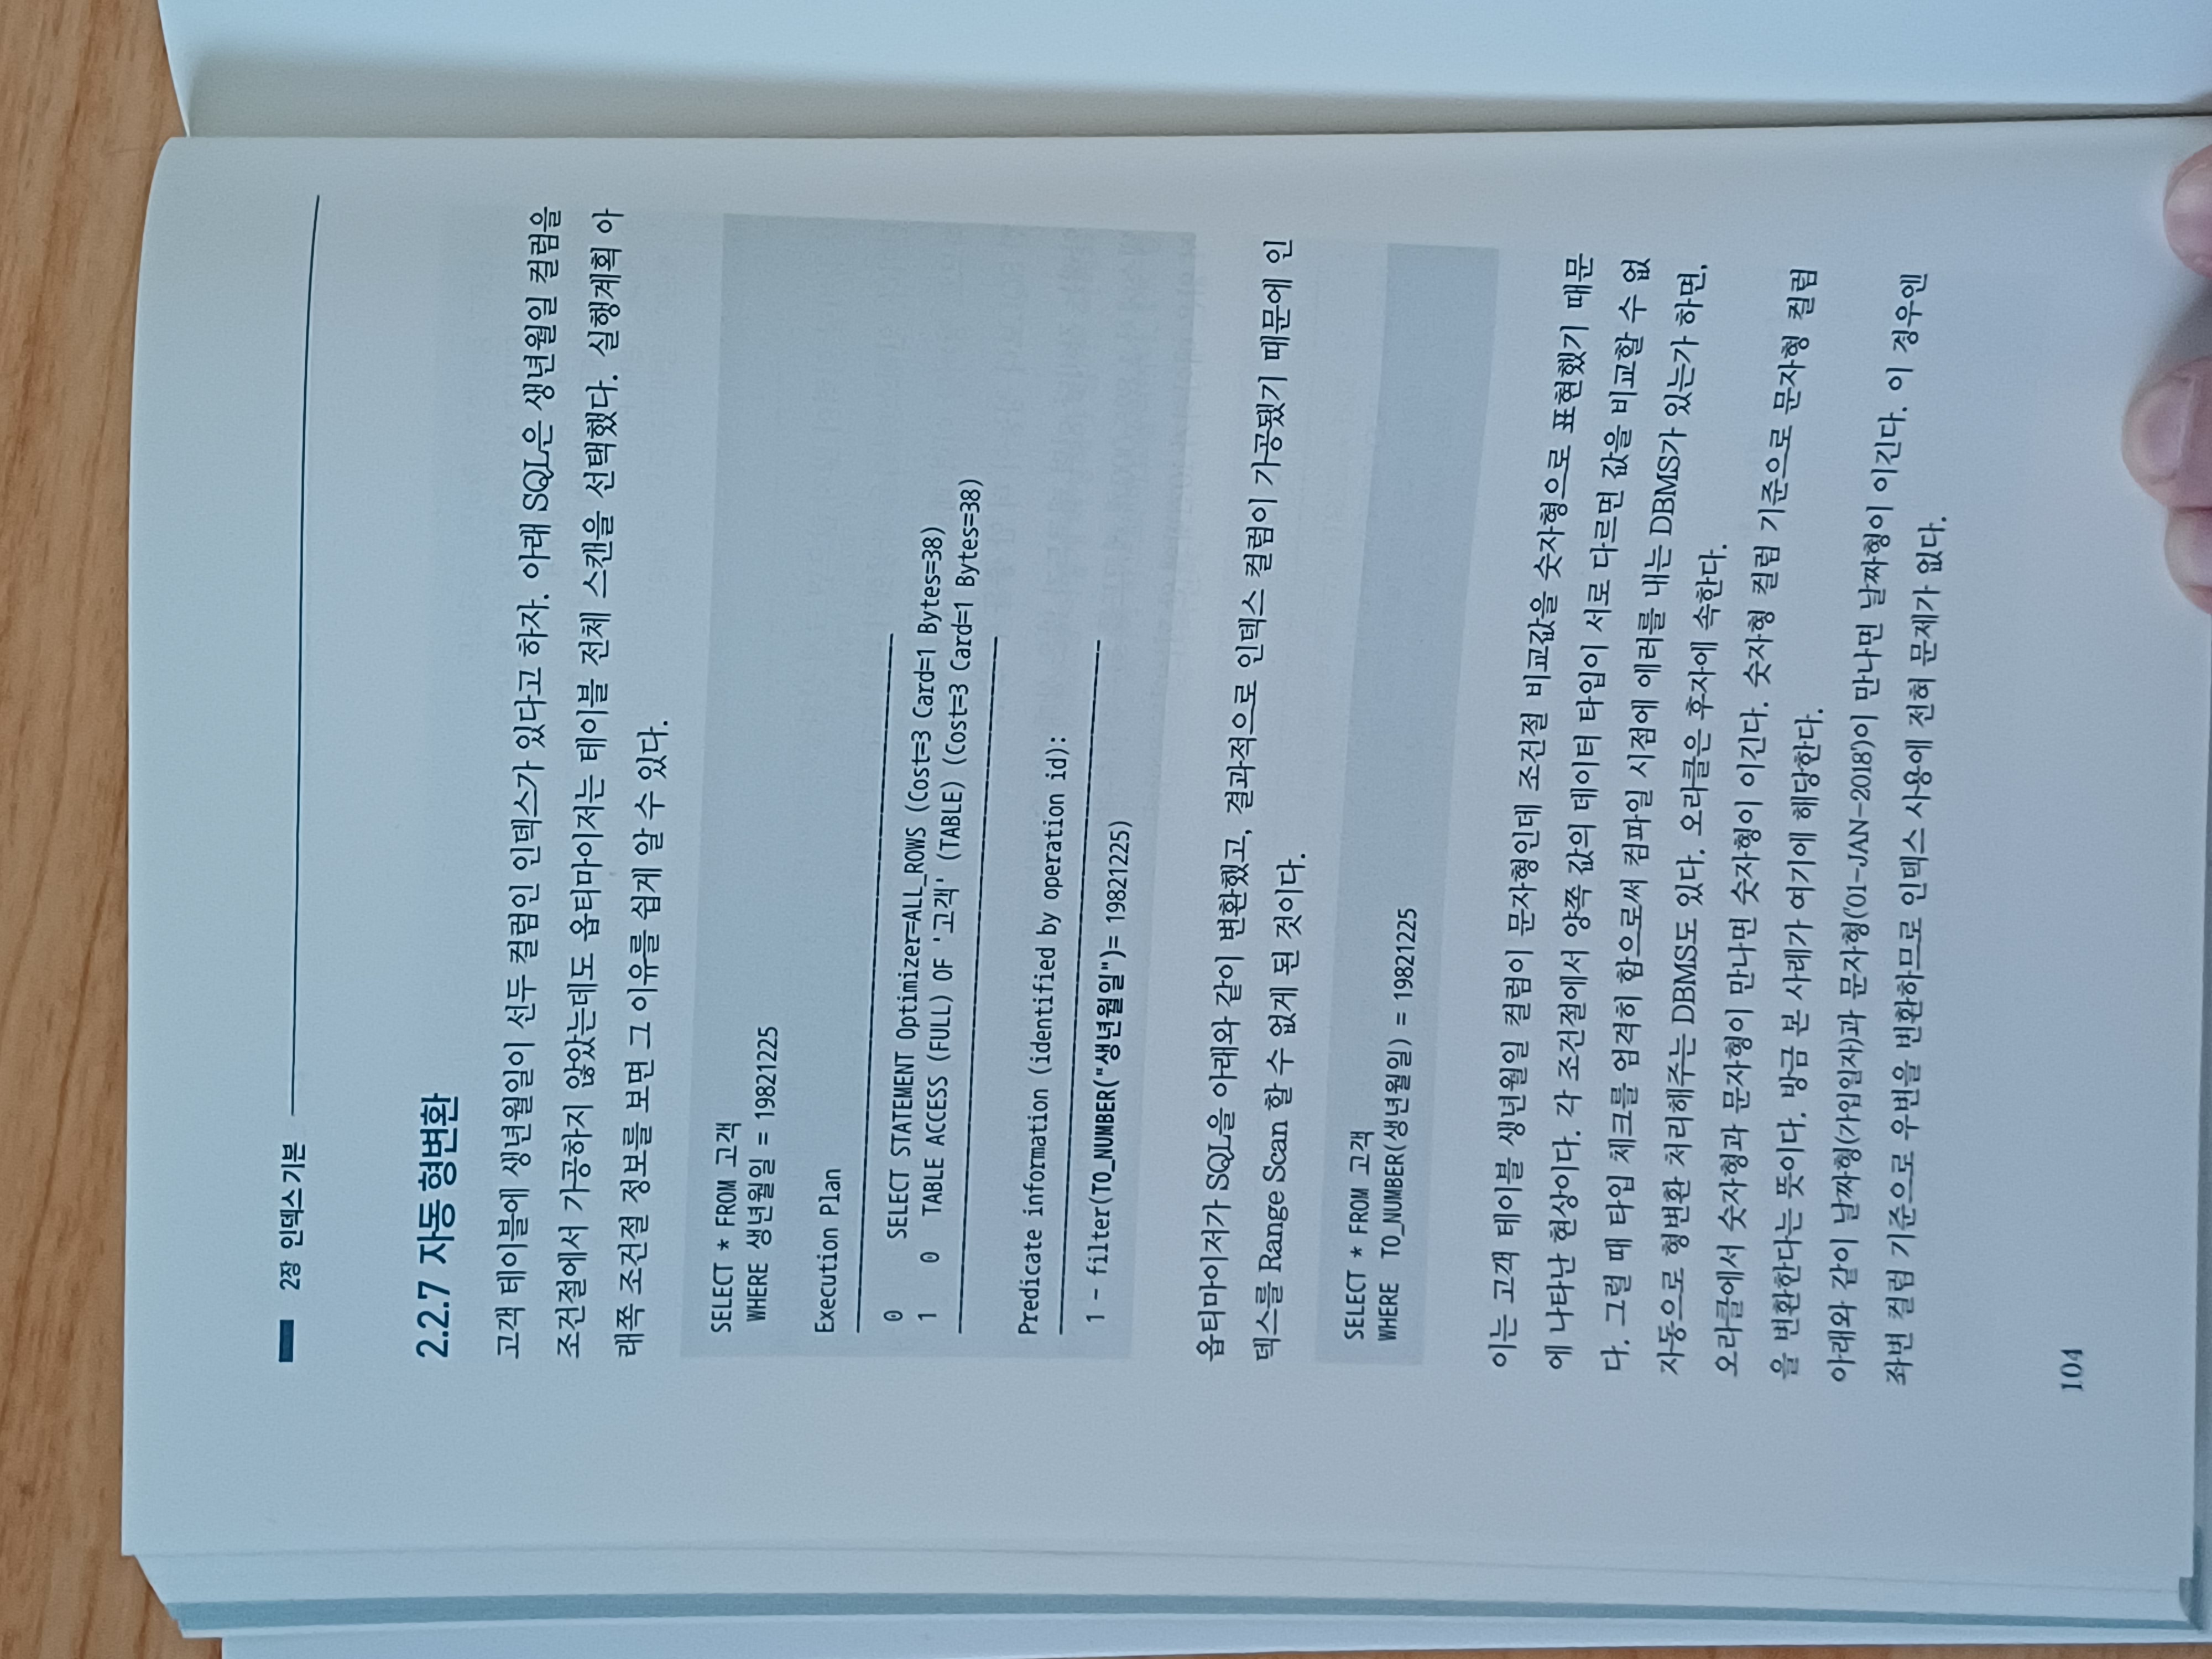 2장 인덱스 기본
2.2.7 자동 형변환
고객 테이블에 생년월일이 선두 컬럼인 인덱스가 있다고 하자. 아래 SQL은 생년월일 컬럼을
조건절에서 가공하지 않았는데도 옵티마이저는 테이블 전체 스캔을 선택했다. 실행계획 아
래쪽 조건절 정보를 보면 그 이유를 쉽게 알 수 있다.
SELECT * FROM 고객
WHERE 생년월일 = 19821225
Execution Plan
0 SELECT STATEMENT Optimizer=ALL_ROWS (Cost=3 Card=1 Bytes=38)
1 0 TABLE ACCESS (FULL) OF '고객' (TABLE) (Cost=3 Card=1 Bytes=38)
Predicate information (identified by operation id):
1 - filter(TO_NUMBER("생년월일")= 19821225)
옵티마이저가 SQL을 아래와 같이 변환했고, 결과적으로 인덱스 컬럼이 가공됐기 때문에 인
덱스를 Range Scan 할 수 없게 된 것이다.
SELECT * FROM 고객
WHERE TO_NUMBER(생년월일) = 19821225
이는 고객 테이블 생년월일 컬럼이 문자형인데 조건절 비교값을 숫자형으로 표현했기 때문
에 나타난 현상이다. 각 조건절에서 양쪽 값의 데이터 타입이 서로 다르면 값을 비교할 수 없
다. 그럴 때 타입 체크를 엄격히 함으로써 컴파일 시점에 에러를 내는 DBMS가 있는가 하면,
자동으로 형변환 처리해주는 DBMS도 있다. 오라클은 후자에 속한다.
오라클에서 숫자형과 문자형이 만나면 숫자형이 이긴다. 숫자형 컬럼 기준으로 문자형 컬럼
을 변환한다는 뜻이다. 방금 본 사례가 여기에 해당한다.
아래와 같이 날짜형(가입일자)과 문자형('01-JAN-2018')이 만나면 날짜형이 이긴다. 이 경우엔
좌변 컬럼 기준으로 우변을 변환하므로 인덱스 사용에 전혀 문제가 없다.
104